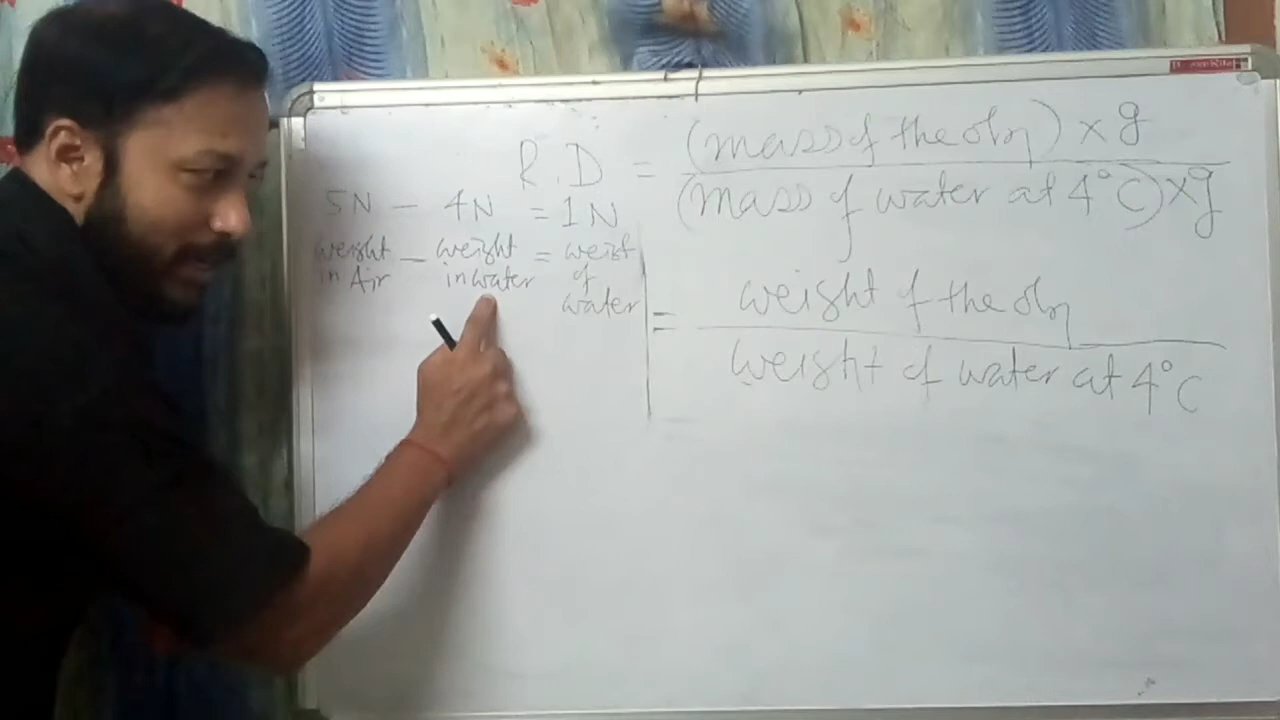 R.D = (mass of the obj) × g
(mass of water at 4°C) × g
5N − 4N = 1N
weight in Air − weight in water = weist of water
= weight of the obj
weight of water at 4°C